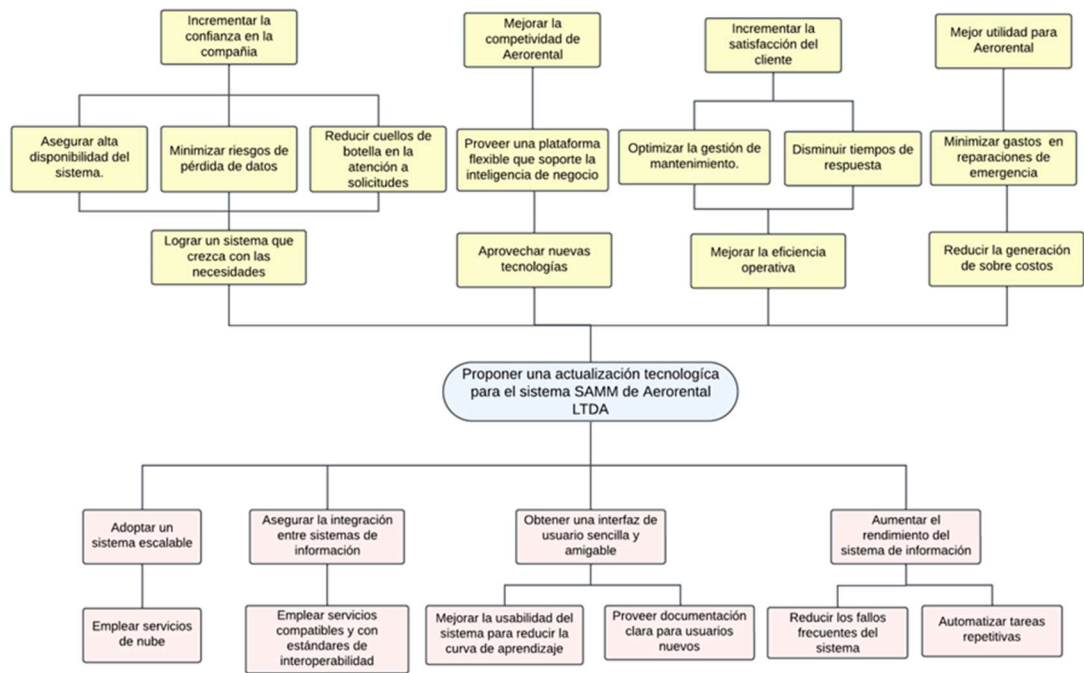 Incrementar la
confianza en la
compañia
Mejorar la
competividad de
Aerorental
Incrementar la
satisfacción del
cliente
Mejor utilidad para
Aerorental
Asegurar alta
disponibilidad del
sistema.
Minimizar riesgos de
pérdida de datos
Reducir cuellos de
botella en la
atención a
solicitudes
Proveer una plataforma
flexible que soporte la
inteligencia de negocio
Optimizar la gestión de
mantenimiento.
Disminuir tiempos de
respuesta
Minimizar gastos en
reparaciones de
emergencia
Lograr un sistema que
crezca con las
necesidades
Aprovechar nuevas
tecnologías
Mejorar la eficiencia
operativa
Reducir la generación
de sobre costos
Proponer una actualización tecnologíca
para el sistema SAMM de Aerorental
LTDA
Adoptar un
sistema escalable
Asegurar la integración
entre sistemas de
información
Obtener una interfaz de
usuario sencilla y
amigable
Aumentar el
rendimiento del
sistema de información
Emplear servicios
de nube
Emplear servicios
compatibles y con
estándares de
interoperabilidad
Mejorar la usabilidad del
sistema para reducir la
curva de aprendizaje
Proveer documentación
clara para usuarios
nuevos
Reducir los fallos
frecuentes del
sistema
Automatizar tareas
repetitivas